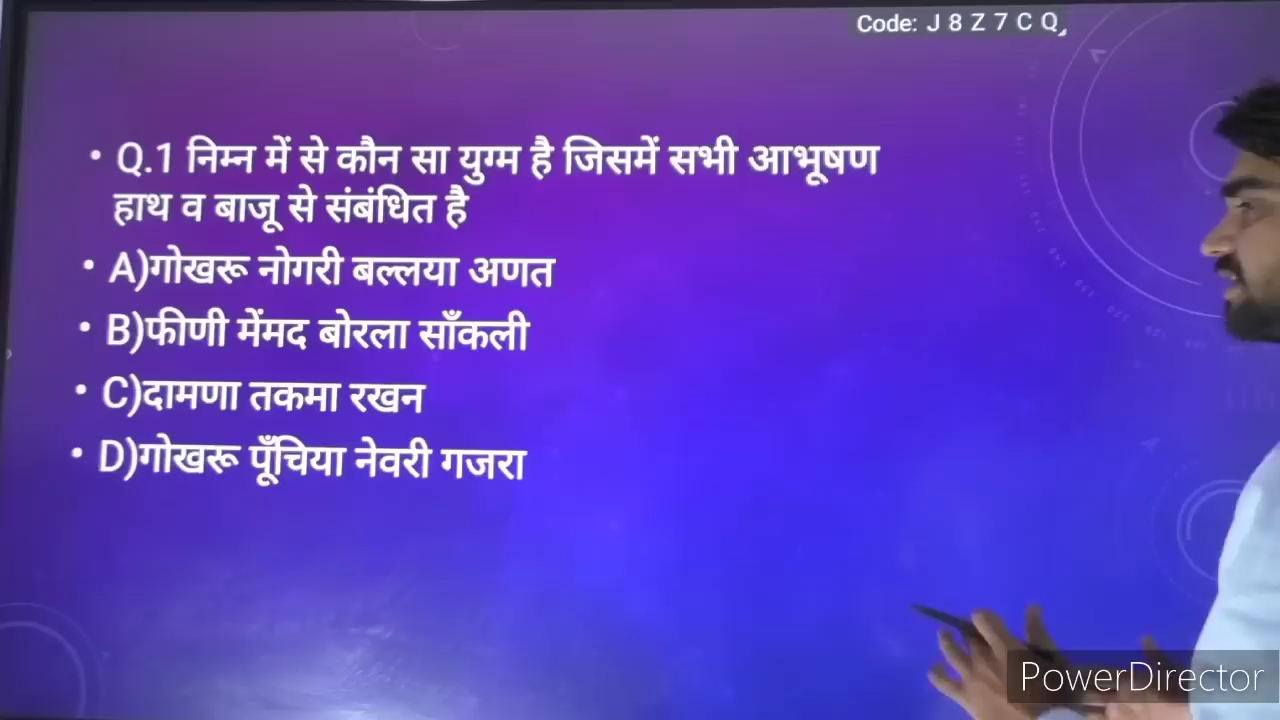 Code: J 8 Z 7 C Q
• Q.1 निम्न में से कौन सा युग्म है जिसमें सभी आभूषण
हाथ व बाजू से संबंधित है
• A)गोखरू नोगरी बल्लया अणत
• B)फीणी मेंमद बोरला साँकली
• C)दामणा तकमा रखन
• D)गोखरू पूँचिया नेवरी गजरा
PowerDirector